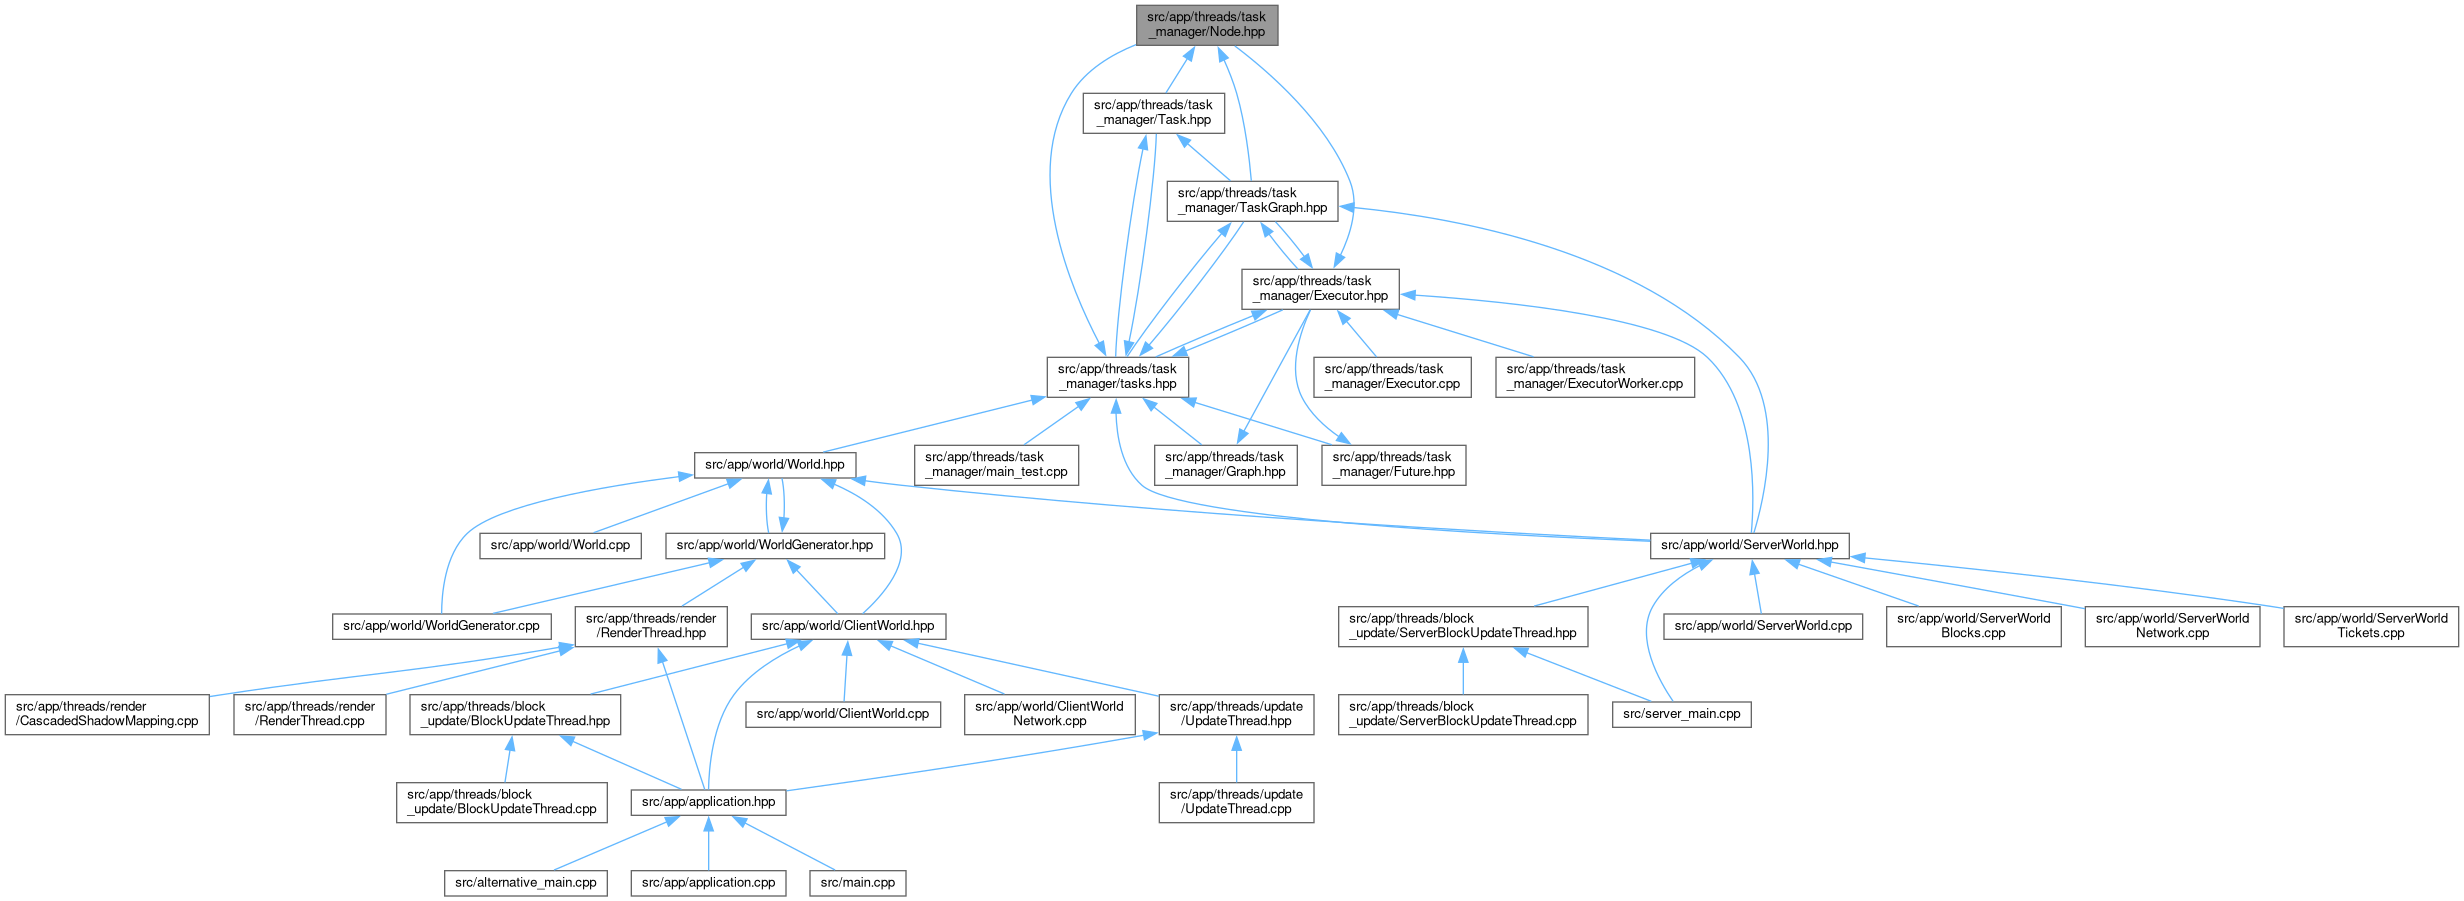 src/app/threads/task
_manager/Node.hpp
src/app/threads/task
_manager/Task.hpp
src/app/threads/task
_manager/TaskGraph.hpp
src/app/threads/task
_manager/Executor.hpp
src/app/threads/task
_manager/tasks.hpp
src/app/threads/task
_manager/Executor.cpp
src/app/threads/task
_manager/ExecutorWorker.cpp
src/app/world/World.hpp
src/app/threads/task
_manager/main_test.cpp
src/app/threads/task
_manager/Graph.hpp
src/app/threads/task
_manager/Future.hpp
src/app/world/World.cpp
src/app/world/WorldGenerator.hpp
src/app/world/ServerWorld.hpp
src/app/world/WorldGenerator.cpp
src/app/threads/render
/RenderThread.hpp
src/app/world/ClientWorld.hpp
src/app/threads/block
_update/ServerBlockUpdateThread.hpp
src/app/world/ServerWorld.cpp
src/app/world/ServerWorld
Blocks.cpp
src/app/world/ServerWorld
Network.cpp
src/app/world/ServerWorld
Tickets.cpp
src/app/threads/render
/CascadedShadowMapping.cpp
src/app/threads/render
/RenderThread.cpp
src/app/threads/block
_update/BlockUpdateThread.hpp
src/app/world/ClientWorld.cpp
src/app/world/ClientWorld
Network.cpp
src/app/threads/update
/UpdateThread.hpp
src/app/threads/block
_update/ServerBlockUpdateThread.cpp
src/server_main.cpp
src/app/threads/block
_update/BlockUpdateThread.cpp
src/app/application.hpp
src/app/threads/update
/UpdateThread.cpp
src/alternative_main.cpp
src/app/application.cpp
src/main.cpp